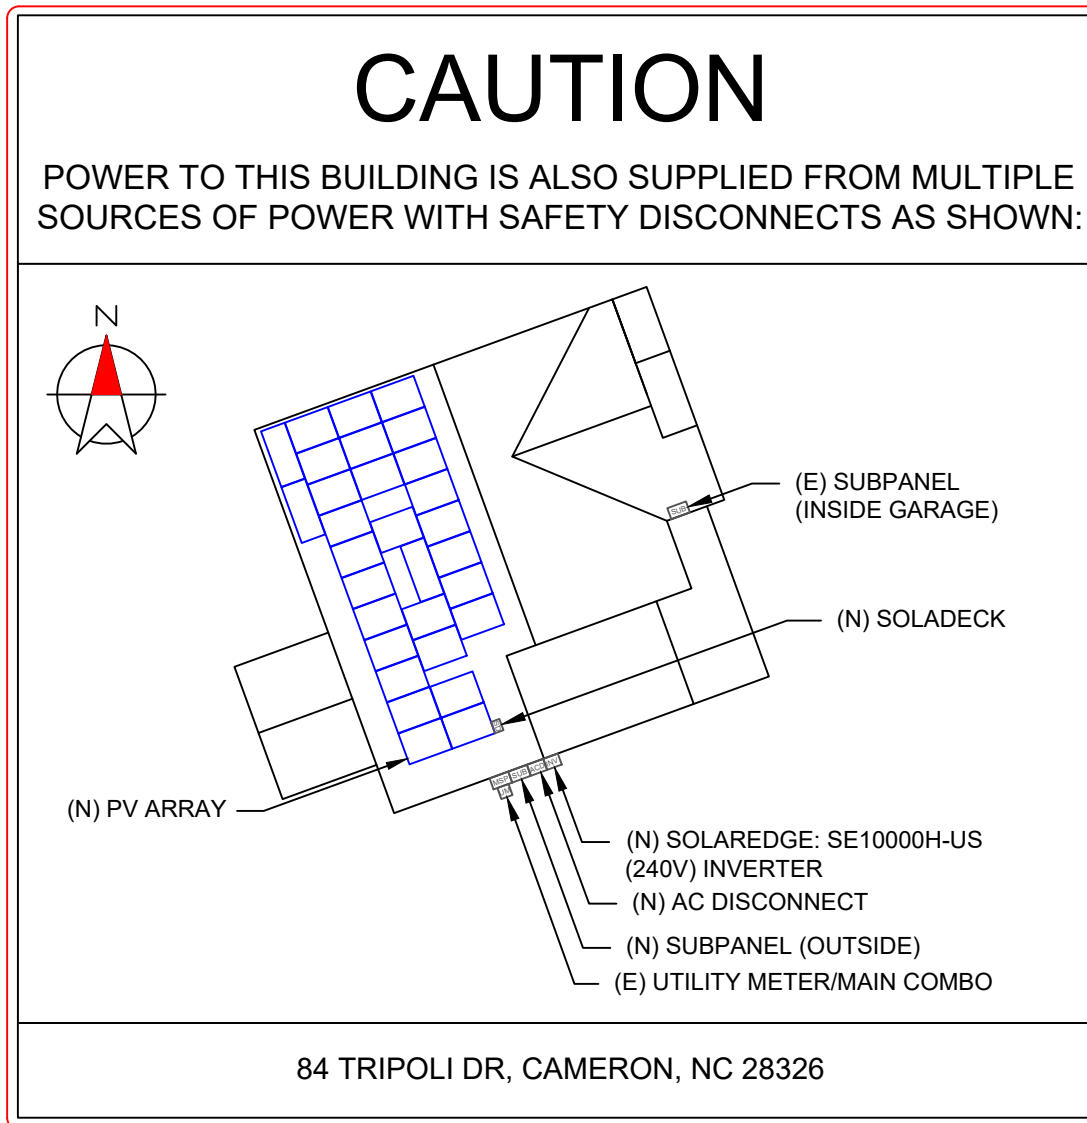 CAUTION
POWER TO THIS BUILDING IS ALSO SUPPLIED FROM MULTIPLE
SOURCES OF POWER WITH SAFETY DISCONNECTS AS SHOWN:
N
(E) SUBPANEL
(INSIDE GARAGE)
SUB
(N) SOLADECK
(N) PV ARRAY
MSP
SUB
ACD
INV
UM
(N) SOLAREDGE: SE10000H-US
(240V) INVERTER
(N) AC DISCONNECT
(N) SUBPANEL (OUTSIDE)
(E) UTILITY METER/MAIN COMBO
84 TRIPOLI DR, CAMERON, NC 28326